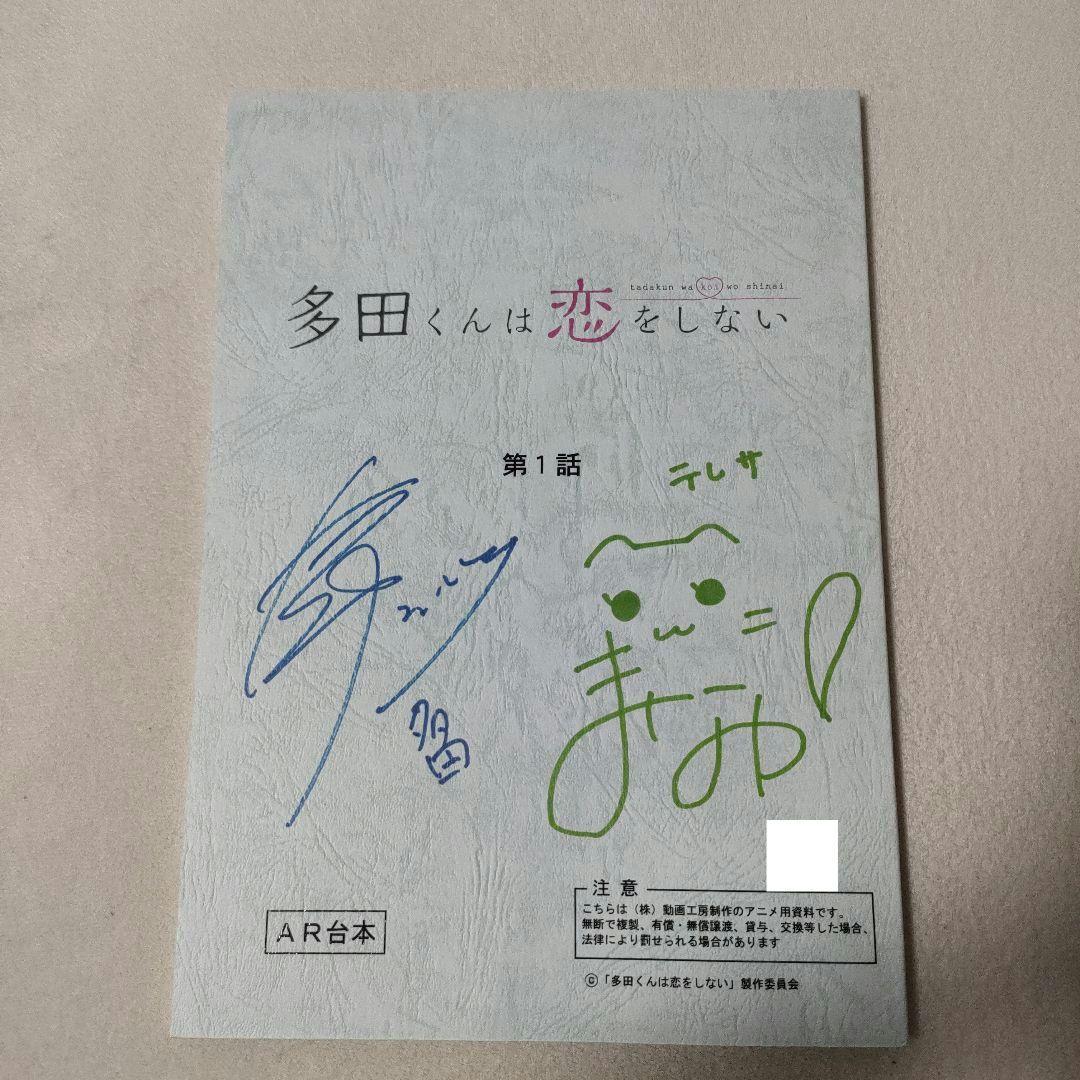 tadakun wa koi wo shinai
多田くんは恋をしない
第1話
テレサ
多田
AR台本
注意
こちらは（株）動画工房制作のアニメ用資料です。
無断で複製、有償・無償譲渡、貸与、交換等した場合、
法律により罰せられる場合があります
©「多田くんは恋をしない」製作委員会